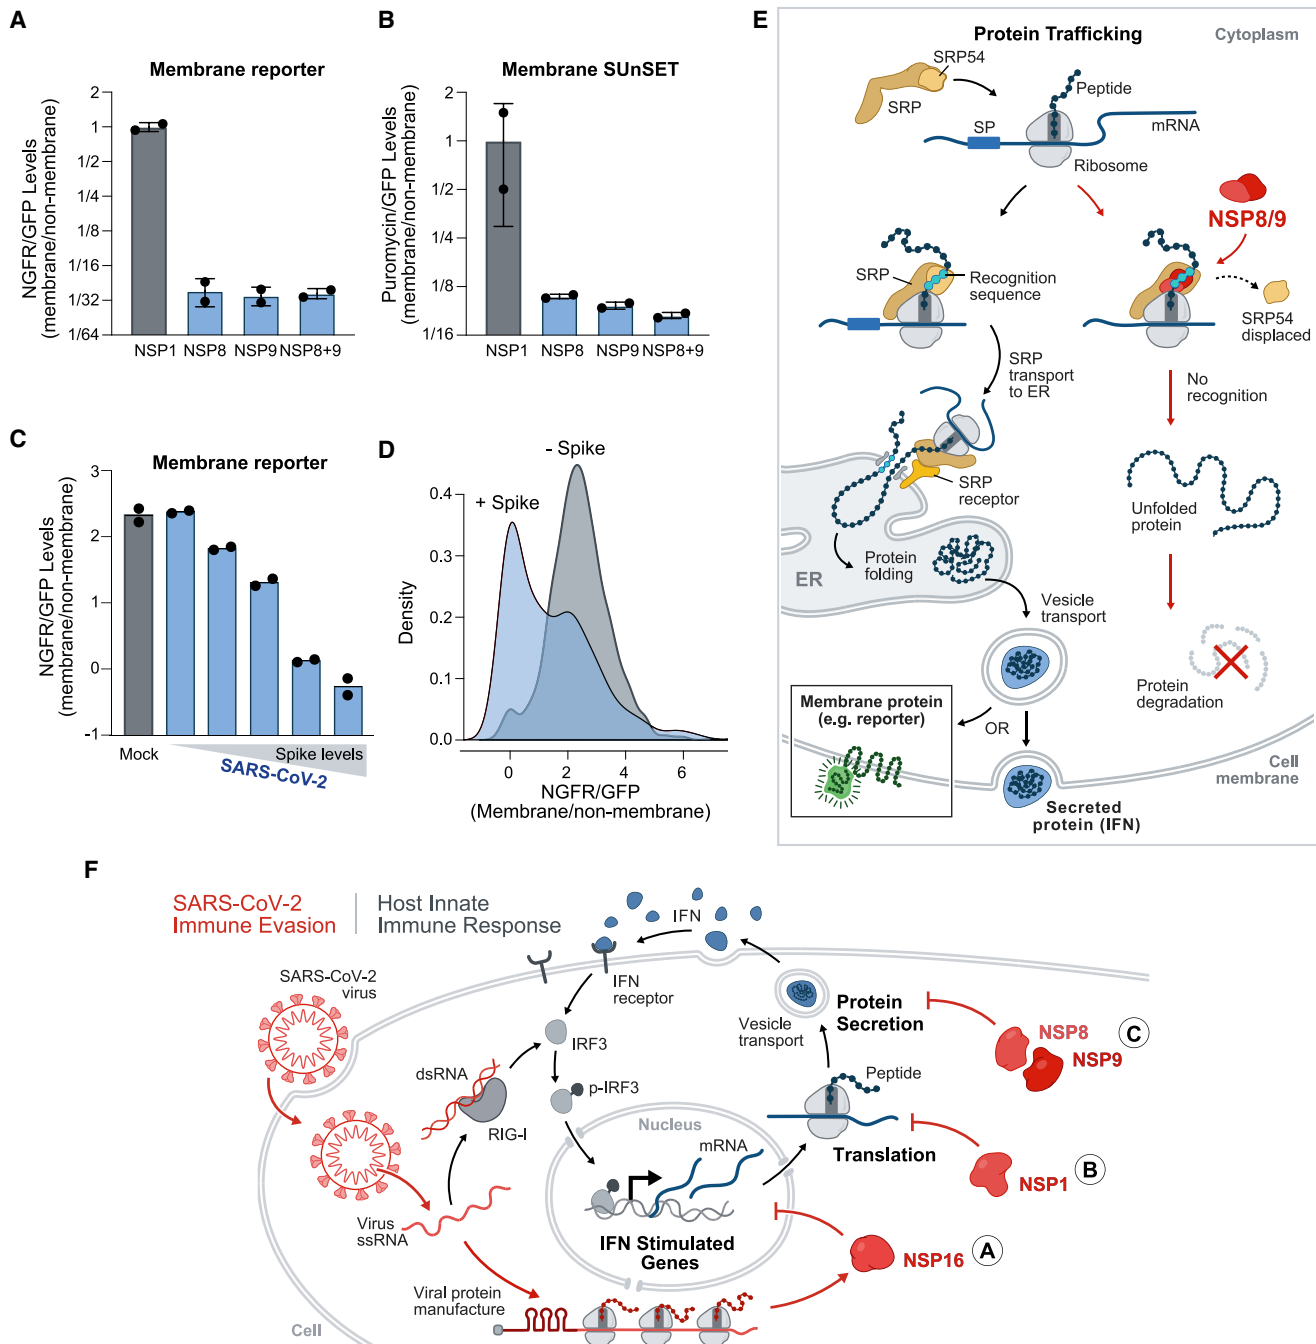 A
Membrane reporter
NGFR/GFP Levels
(membrane/non-membrane)
2
1
1/2
1/4
1/8
1/16
1/32
1/64
NSP1 NSP8 NSP9 NSP8+9
B
Membrane SUnSET
Puromycin/GFP Levels
(membrane/non-membrane)
2
1
1/2
1/4
1/8
1/16
NSP1 NSP8 NSP9 NSP8+9
C
Membrane reporter
NGFR/GFP Levels
(membrane/non-membrane)
3
2
1
0
-1
Mock
Spike levels
SARS-CoV-2
D
- Spike
+ Spike
Density
0.4
0.3
0.2
0.1
0.0
0 2 4 6
NGFR/GFP
(Membrane/non-membrane)
E
Protein Trafficking
Cytoplasm
SRP54
SRP
Peptide
SP
mRNA
Ribosome
NSP8/9
SRP
Recognition
sequence
SRP54
displaced
SRP
transport
to ER
No
recognition
SRP
receptor
Unfolded
protein
ER
Protein
folding
Vesicle
transport
Protein
degradation
Membrane protein
(e.g. reporter)
OR
Cell
membrane
Secreted
protein (IFN)
F
SARS-CoV-2
Immune Evasion
Host Innate
Immune Response
IFN
SARS-CoV-2
virus
IFN
receptor
Vesicle
transport
Protein
Secretion
NSP8
NSP9
C
IRF3
dsRNA
p-IRF3
RIG-I
Peptide
Nucleus
mRNA
Translation
NSP1
B
Virus
ssRNA
IFN Stimulated
Genes
NSP16
A
Viral protein
manufacture
Cell